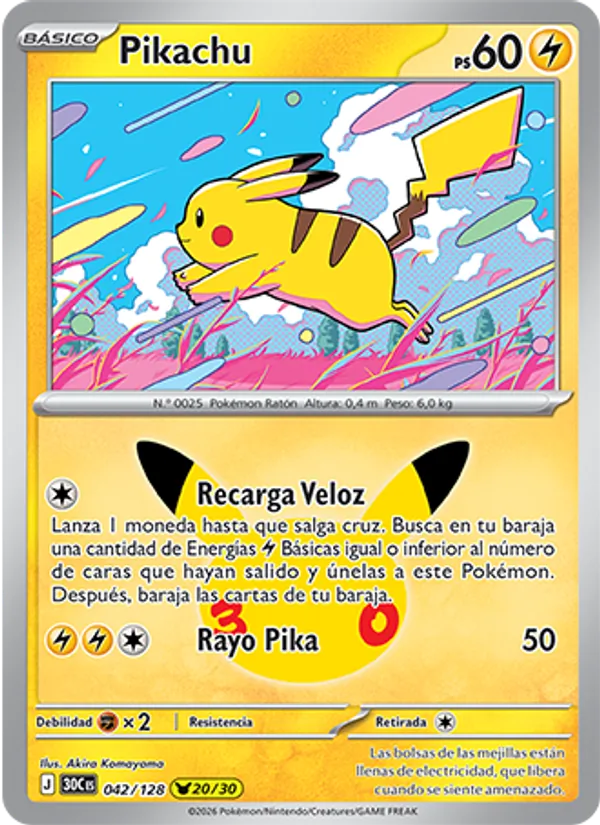 BÁSICO
Pikachu
PS60
N.º 0025 Pokémon Ratón Altura: 0,4 m Peso: 6,0 kg
Recarga Veloz
Lanza 1 moneda hasta que salga cruz. Busca en tu baraja
una cantidad de Energías Básicas igual o inferior al número
de caras que hayan salido y únelas a este Pokémon.
Después, baraja las cartas de tu baraja.
30
Rayo Pika 50
Debilidad ×2 Resistencia Retirada
Ilus. Akira Komayama
Las bolsas de las mejillas están
llenas de electricidad, que libera
cuando se siente amenazado.
J 30C ES 042/128 20/30
©2026 Pokémon/Nintendo/Creatures/GAME FREAK